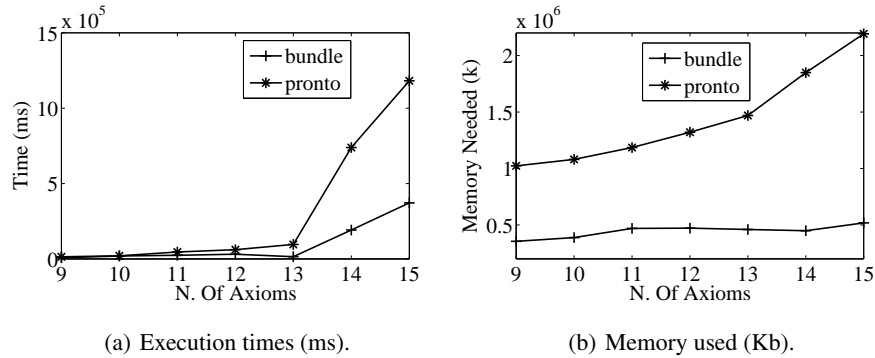 x 10^5
15
10
5
0
Time (ms)
bundle
pronto
9 10 11 12 13 14 15
N. Of Axioms
(a) Execution times (ms).
x 10^6
2
1.5
1
0.5
Memory Needed (k)
bundle
pronto
9 10 11 12 13 14 15
N. Of Axioms
(b) Memory used (Kb).